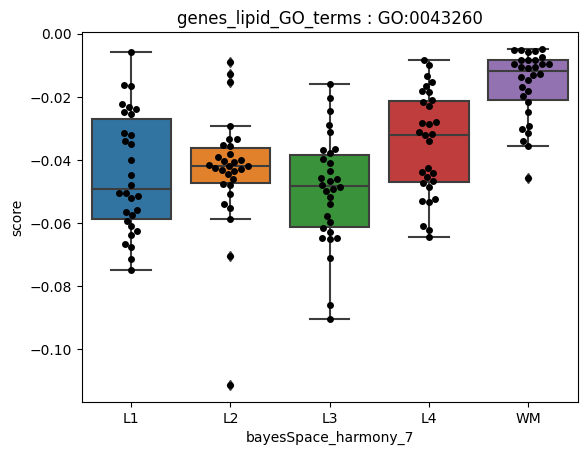 genes_lipid_GO_terms : GO:0043260
0.00
−0.02
−0.04
−0.06
−0.08
−0.10
score
L1 L2 L3 L4 WM
bayesSpace_harmony_7